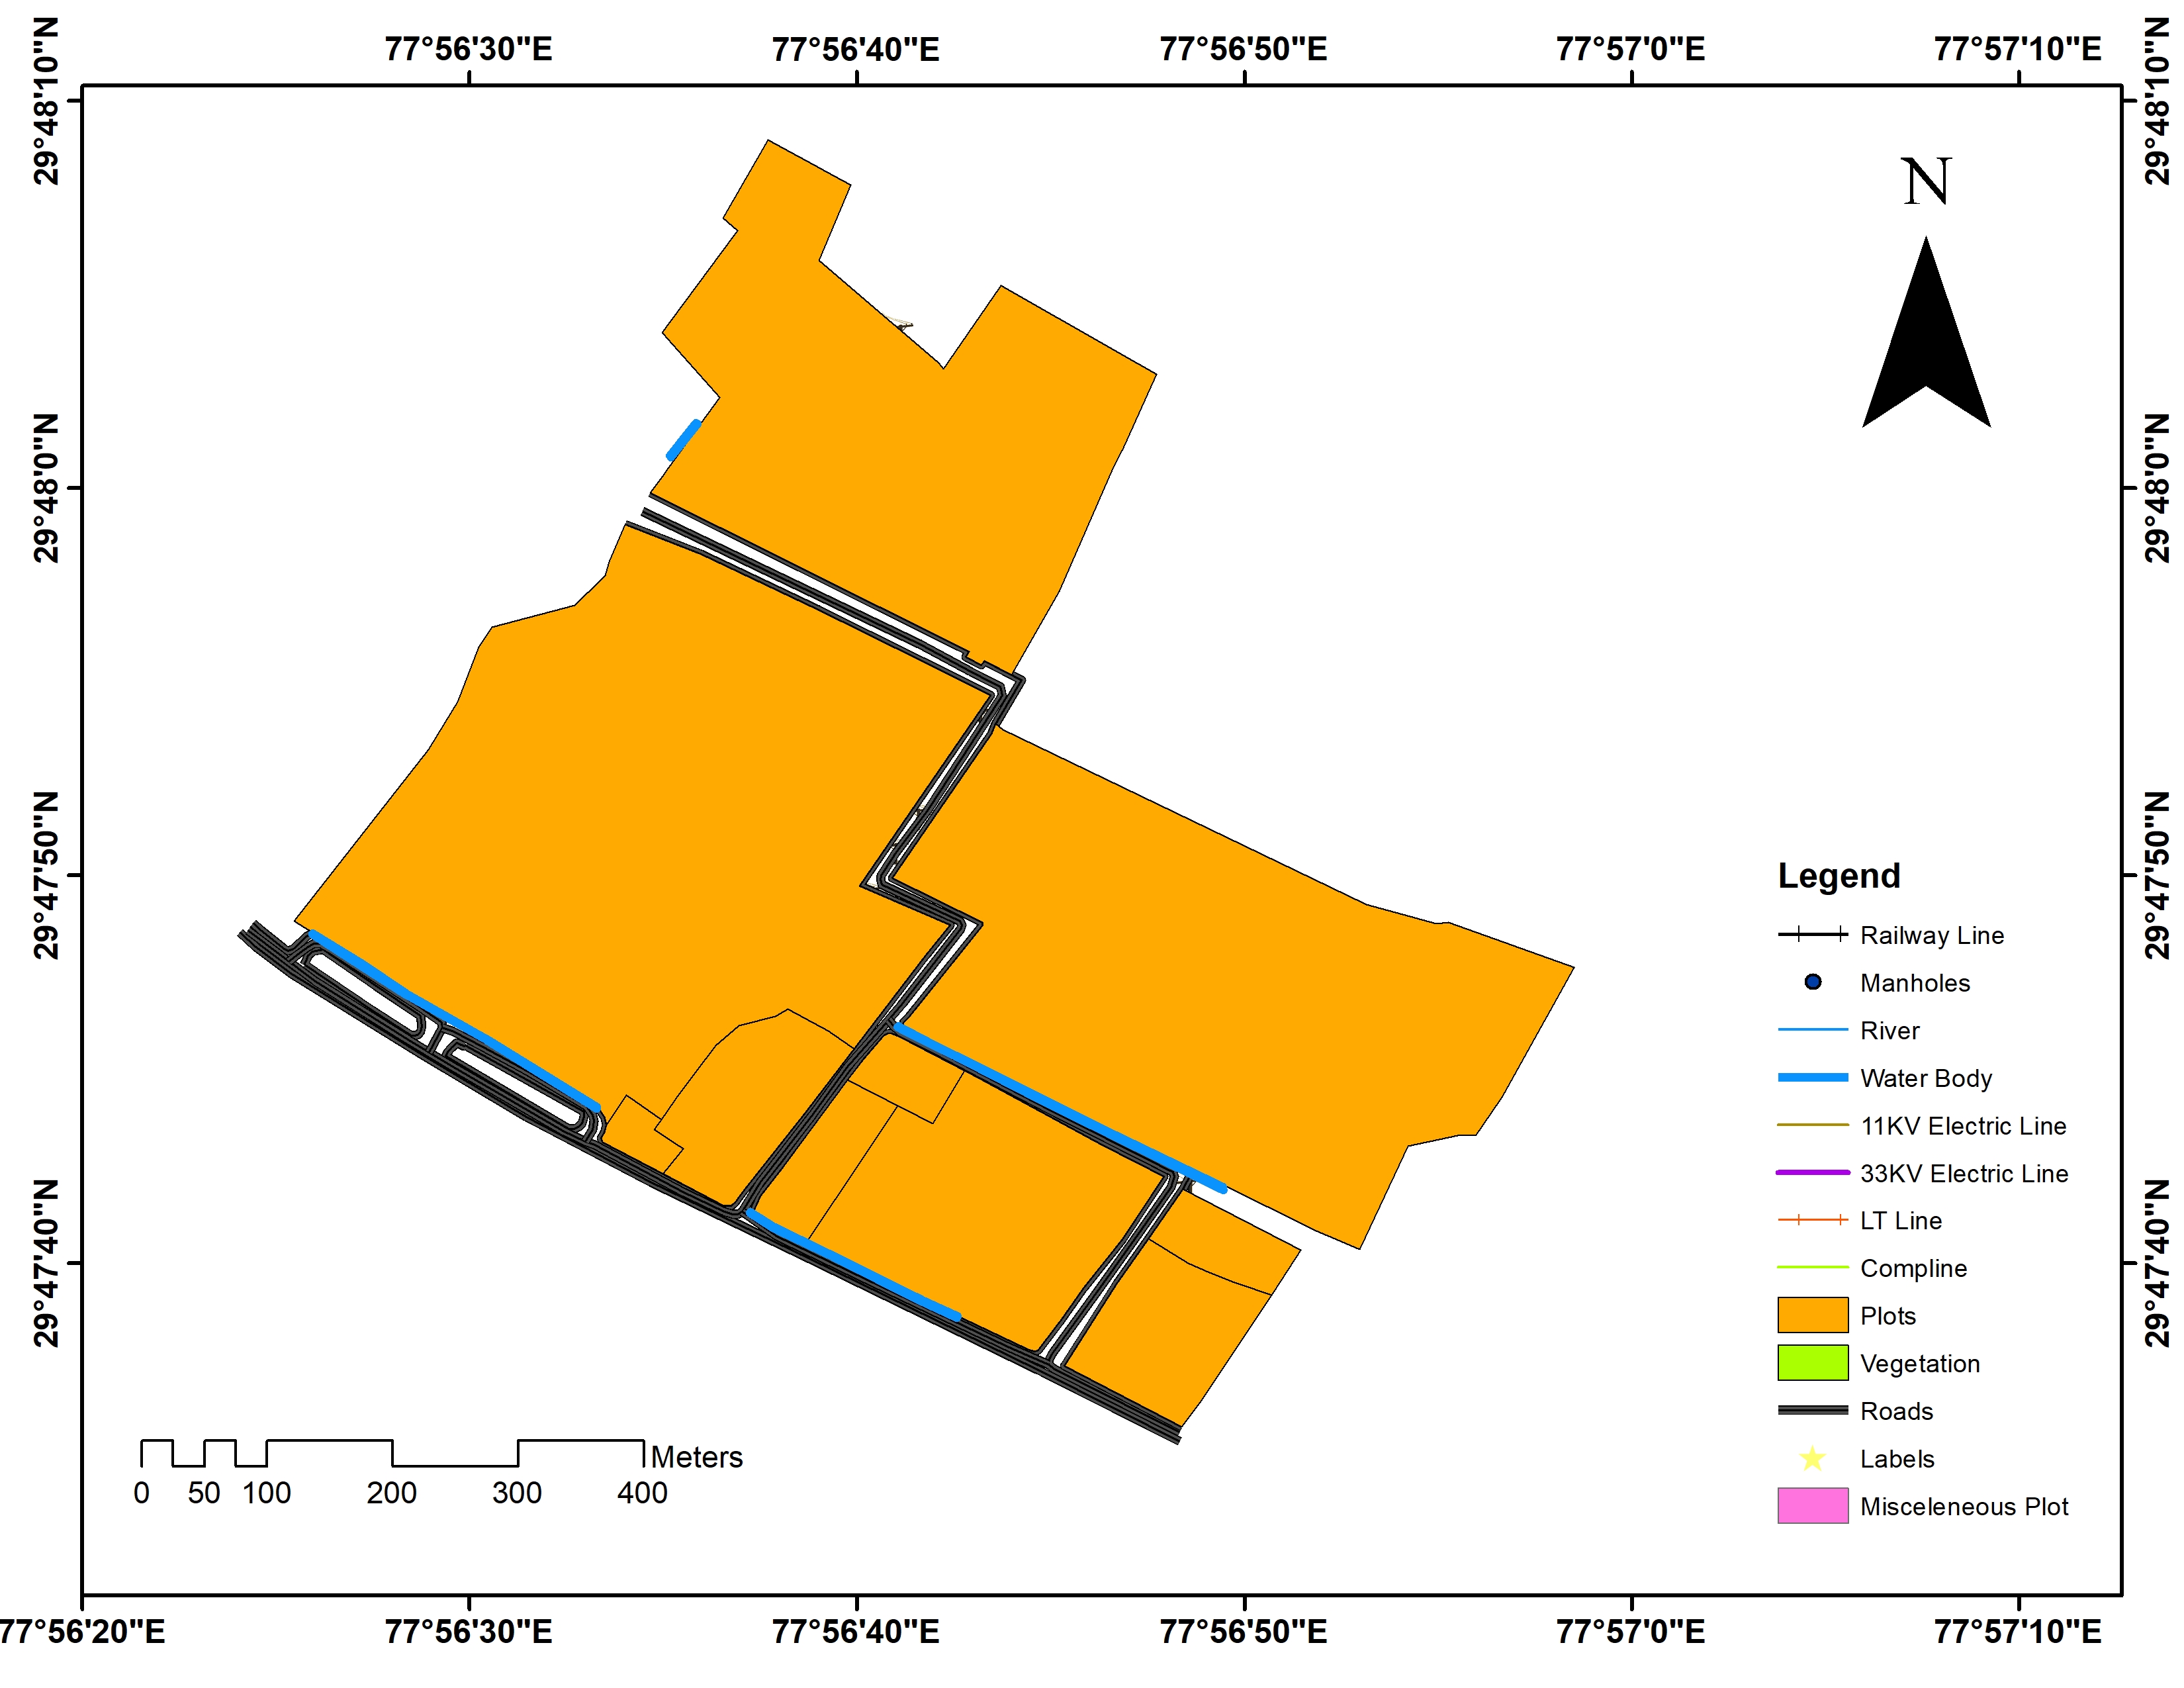 77°56'30"E 77°56'40"E 77°56'50"E 77°57'0"E 77°57'10"E
29°48'10"N
29°48'0"N
29°47'50"N
29°47'40"N
29°48'10"N
29°48'0"N
29°47'50"N
29°47'40"N
N
Legend
Railway Line
Manholes
River
Water Body
11KV Electric Line
33KV Electric Line
LT Line
Compline
Plots
Vegetation
Roads
Labels
Misceleneous Plot
Meters
0 50 100 200 300 400
77°56'20"E 77°56'30"E 77°56'40"E 77°56'50"E 77°57'0"E 77°57'10"E